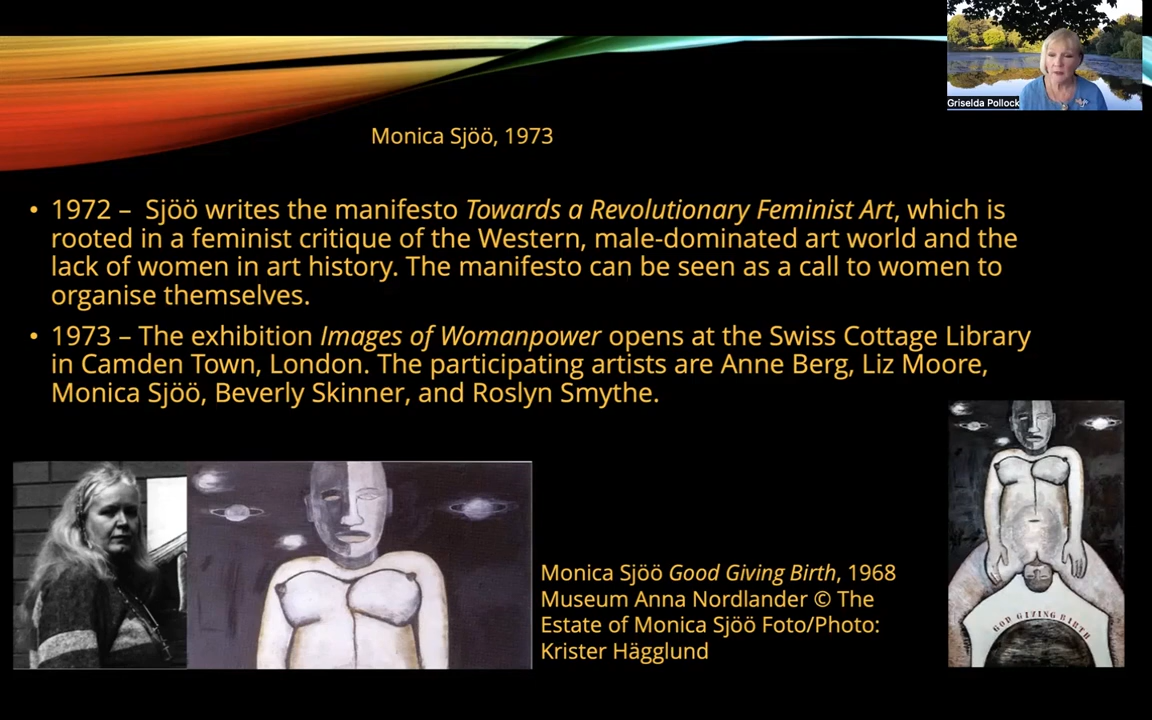 Griselda Pollock
Monica Sjöö, 1973
• 1972 – Sjöö writes the manifesto Towards a Revolutionary Feminist Art, which is
rooted in a feminist critique of the Western, male-dominated art world and the
lack of women in art history. The manifesto can be seen as a call to women to
organise themselves.
• 1973 – The exhibition Images of Womanpower opens at the Swiss Cottage Library
in Camden Town, London. The participating artists are Anne Berg, Liz Moore,
Monica Sjöö, Beverly Skinner, and Roslyn Smythe.
Monica Sjöö Good Giving Birth, 1968
Museum Anna Nordlander © The
Estate of Monica Sjöö Foto/Photo:
Krister Hägglund
GOD GIVING BIRTH